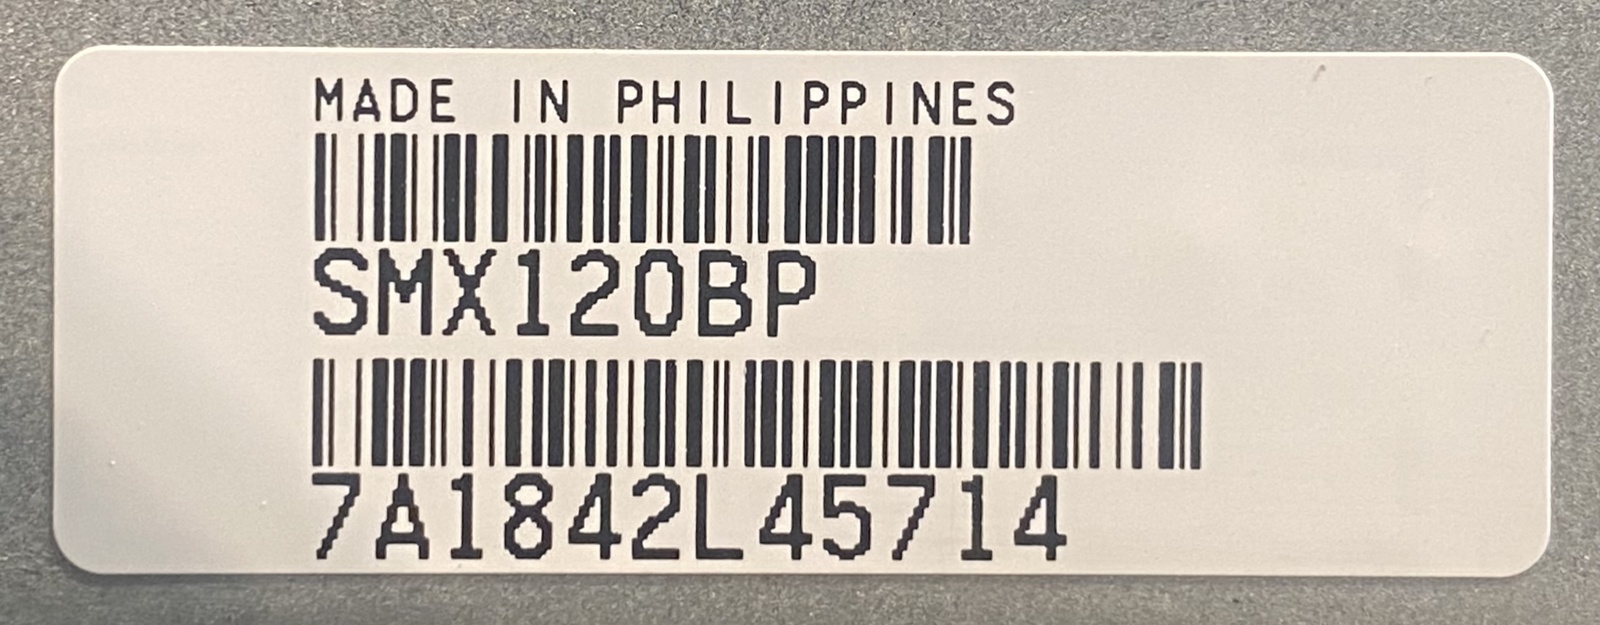 MADE IN PHILIPPINES
SMX120BP
7A1842L45714